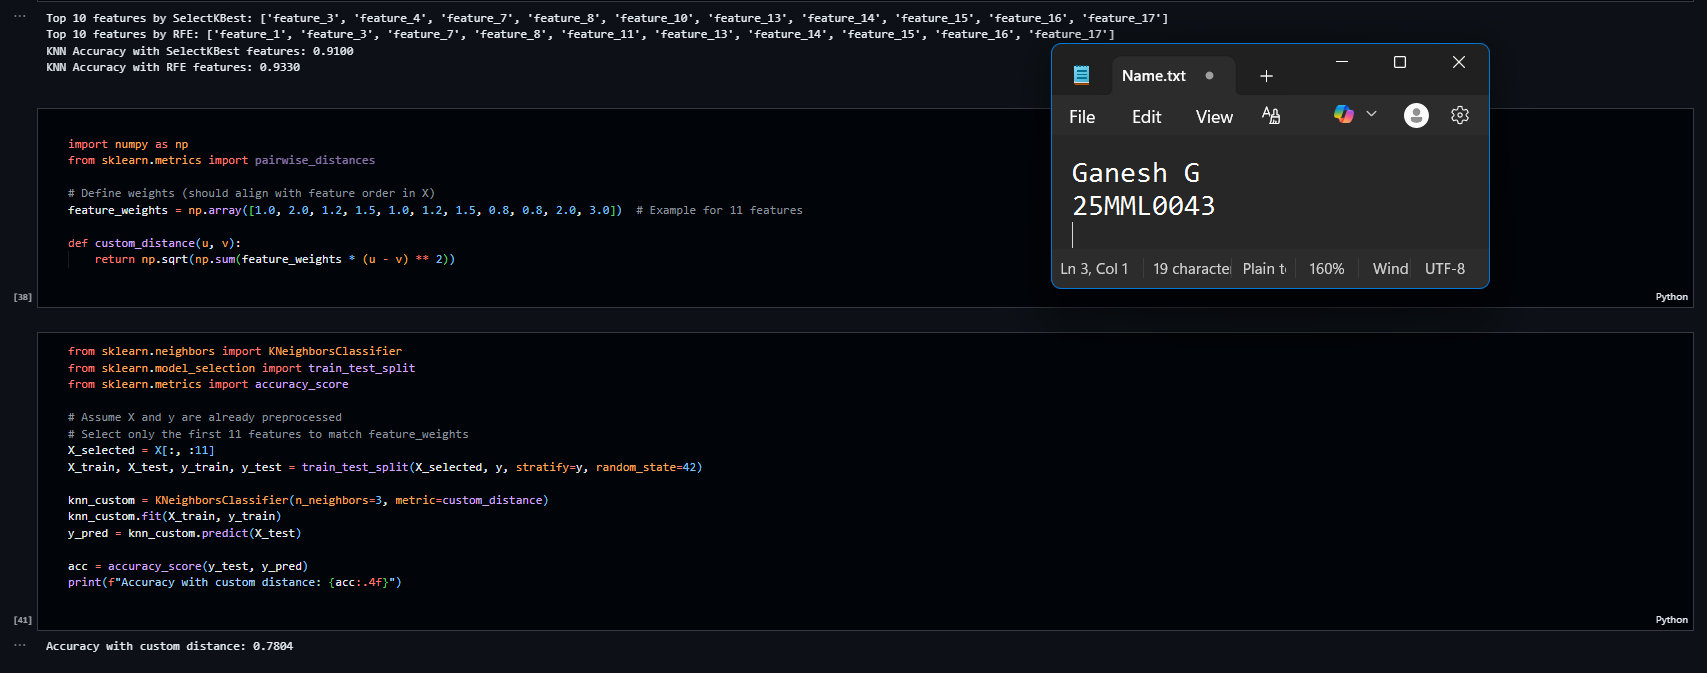 Top 10 features by SelectKBest: ['feature_3', 'feature_4', 'feature_7', 'feature_8', 'feature_10', 'feature_13', 'feature_14', 'feature_15', 'feature_16', 'feature_17']
Top 10 features by RFE: ['feature_1', 'feature_3', 'feature_7', 'feature_8', 'feature_11', 'feature_13', 'feature_14', 'feature_15', 'feature_16', 'feature_17']
KNN Accuracy with SelectKBest features: 0.9100
KNN Accuracy with RFE features: 0.9330
import numpy as np
from sklearn.metrics import pairwise_distances
# Define weights (should align with feature order in X)
feature_weights = np.array([1.0, 2.0, 1.2, 1.5, 1.0, 1.2, 1.5, 0.8, 0.8, 2.0, 3.0])  # Example for 11 features
def custom_distance(u, v):
    return np.sqrt(np.sum(feature_weights * (u - v) ** 2))
[38]
Python
Name.txt
File Edit View
Ganesh G
25MML0043
Ln 3, Col 1 19 characte Plain t 160% Wind UTF-8
from sklearn.neighbors import KNeighborsClassifier
from sklearn.model_selection import train_test_split
from sklearn.metrics import accuracy_score
# Assume X and y are already preprocessed
# Select only the first 11 features to match feature_weights
X_selected = X[:, :11]
X_train, X_test, y_train, y_test = train_test_split(X_selected, y, stratify=y, random_state=42)
knn_custom = KNeighborsClassifier(n_neighbors=3, metric=custom_distance)
knn_custom.fit(X_train, y_train)
y_pred = knn_custom.predict(X_test)
acc = accuracy_score(y_test, y_pred)
print(f"Accuracy with custom distance: {acc:.4f}")
[41]
Python
Accuracy with custom distance: 0.7804